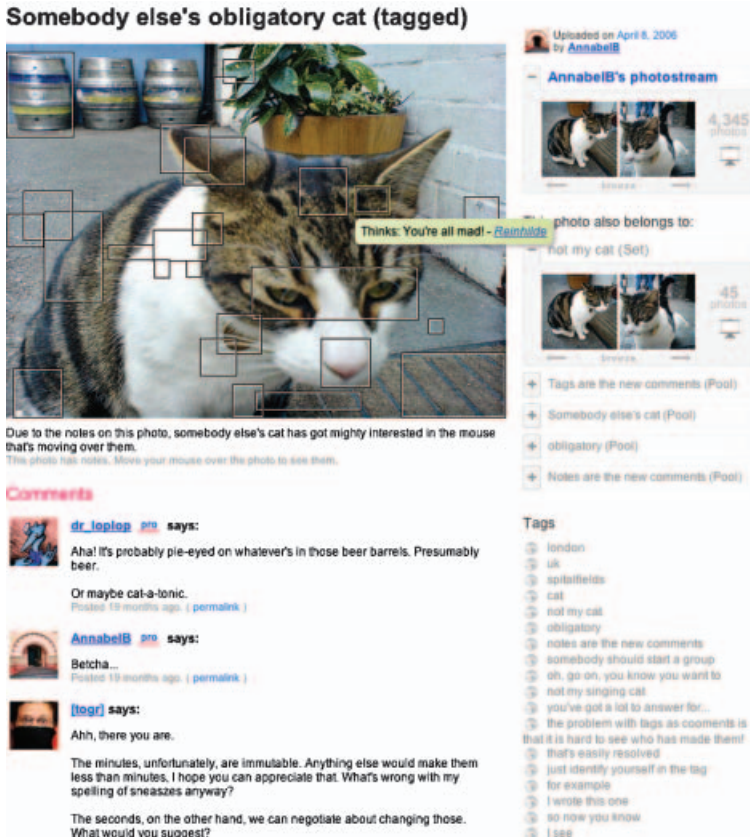 Somebody else's obligatory cat (tagged)
Thinks: You're all mad! - Reinhilde
Due to the notes on this photo, somebody else's cat has got mighty interested in the mouse
that's moving over them.
This photo has notes. Move your mouse over the photo to see them.
Comments
dr_loplop pro says:
Aha! It's probably pie-eyed on whatever's in those beer barrels. Presumably
beer.
Or maybe cat-a-tonic.
Posted 19 months ago. ( permalink )
AnnabelB pro says:
Betcha...
Posted 19 months ago. ( permalink )
[togr] says:
Ahh, there you are.
The minutes, unfortunately, are immutable. Anything else would make them
less than minutes. I hope you can appreciate that. What's wrong with my
spelling of sneaszes anyway?
The seconds, on the other hand, we can negotiate about changing those.
What would you suggest?
Uploaded on April 8, 2006
by AnnabelB
− AnnabelB's photostream
4,345
photos
browse
photo also belongs to:
not my cat (Set)
45
photos
browse
+ Tags are the new comments (Pool)
+ Somebody else's cat (Pool)
+ obligatory (Pool)
+ Notes are the new comments (Pool)
Tags
london
uk
spitalfields
cat
not my cat
obligatory
notes are the new comments
somebody should start a group
oh, go on, you know you want to
not my singing cat
you've got a lot to answer for...
the problem with tags as cooments is
that it is hard to see who has made them!
that's easily resolved
just identify yourself in the tag
for example
I wrote this one
so now you know
I see